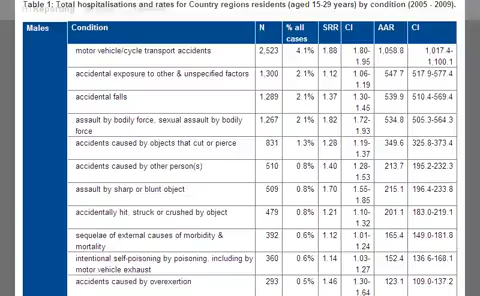 Table 1: Total hospitalisations and rates for Country regions residents (aged 15-29 years) by condition (2005 - 2009).
Males Condition N % all cases SRR CI AAR CI
motor vehicle/cycle transport accidents 2,523 4.1% 1.88 1.80-1.95 1,058.8 1,017.4-1,100.1
accidental exposure to other & unspecified factors 1,300 2.1% 1.12 1.06-1.19 547.7 517.9-577.4
accidental falls 1,289 2.1% 1.37 1.30-1.45 539.9 510.4-569.4
assault by bodily force, sexual assault by bodily force 1,267 2.1% 1.82 1.72-1.93 534.8 505.3-564.3
accidents caused by objects that cut or pierce 831 1.3% 1.28 1.19-1.37 349.6 325.8-373.4
accidents caused by other person(s) 510 0.8% 1.40 1.28-1.53 213.7 195.2-232.3
assault by sharp or blunt object 509 0.8% 1.70 1.55-1.85 215.1 196.4-233.8
accidentally hit, struck or crushed by object 479 0.8% 1.21 1.10-1.32 201.1 183.0-219.1
sequelae of external causes of morbidity & mortality 392 0.6% 1.12 1.01-1.24 165.4 149.0-181.8
intentional self-poisoning by poisoning, including by motor vehicle exhaust 360 0.6% 1.14 1.03-1.27 152.4 136.6-168.1
accidents caused by overexertion 293 0.5% 1.46 1.30-1.64 123.1 109.0-137.2